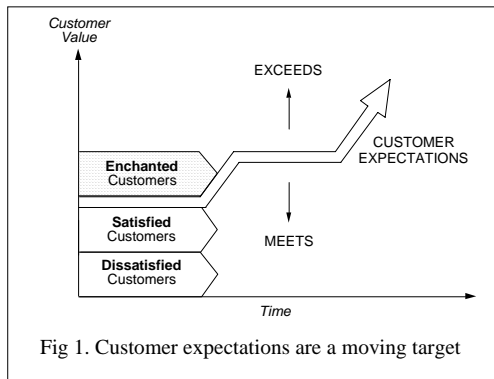 Customer
Value
EXCEEDS
CUSTOMER
EXPECTATIONS
Enchanted
Customers
Satisfied
Customers
MEETS
Dissatisfied
Customers
Time
Fig 1. Customer expectations are a moving target